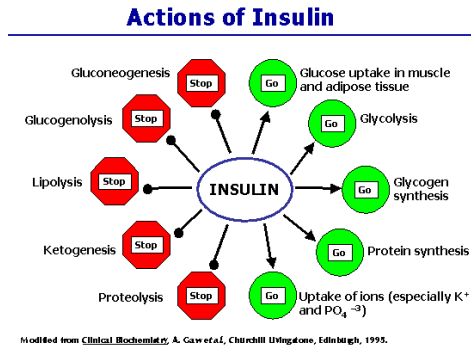 Actions of Insulin
Gluconeogenesis
Stop
Go
Glucose uptake in muscle
and adipose tissue
Glucogenolysis
Stop
Go
Glycolysis
Lipolysis
Stop
INSULIN
Go
Glycogen
synthesis
Ketogenesis
Stop
Go
Protein synthesis
Proteolysis
Stop
Go
Uptake of ions (especially K⁺
and PO₄ ⁻³)
Modified from Clinical Biochemistry, A. Gaw et al, Churchill Livingstone, Edinburgh, 1995.